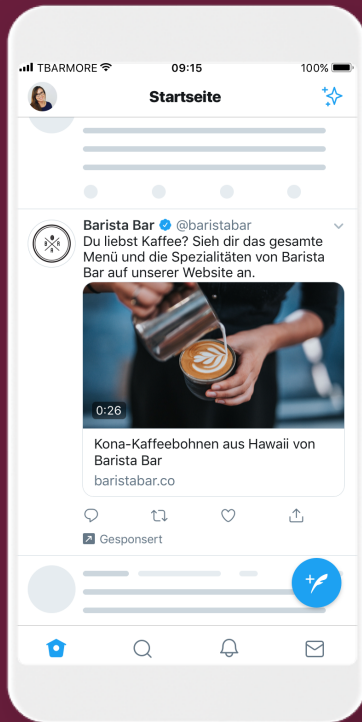 TBARMORE 09:15 100%
Startseite
Barista Bar @baristabar
Du liebst Kaffee? Sieh dir das gesamte
Menü und die Spezialitäten von Barista
Bar auf unserer Website an.
0:26
Kona-Kaffeebohnen aus Hawaii von
Barista Bar
baristabar.co
Gesponsert